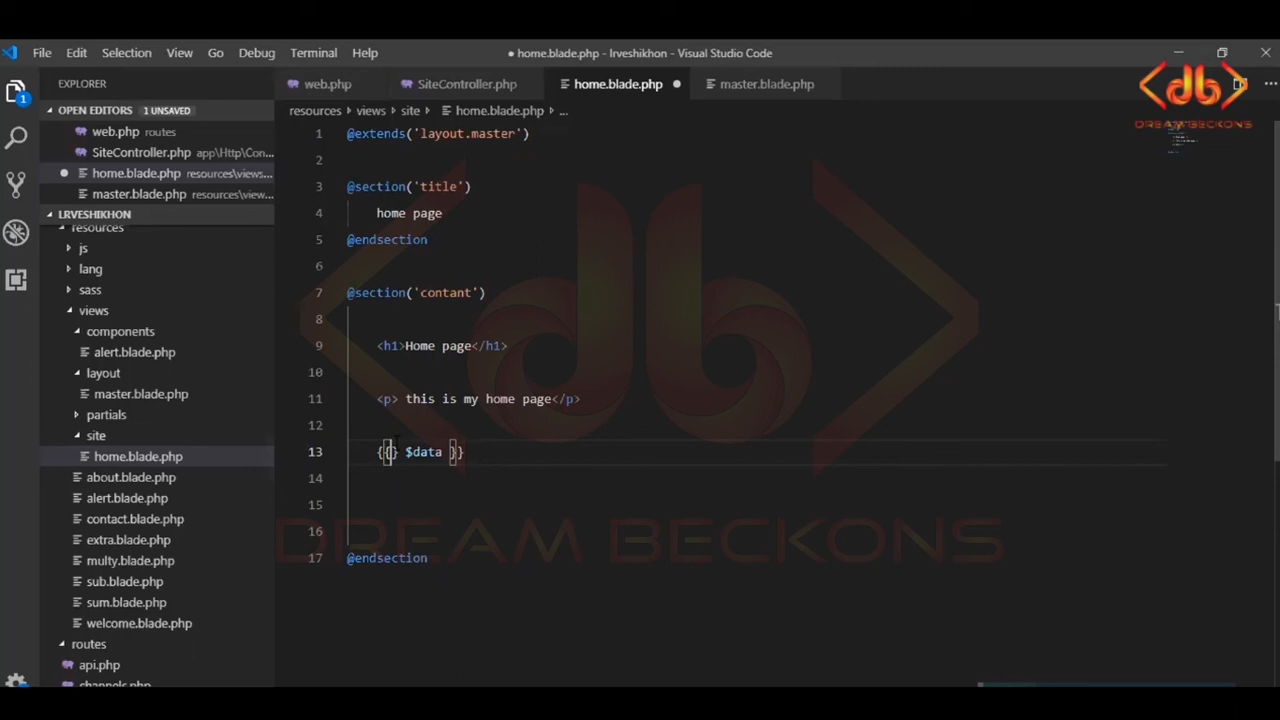 File Edit Selection View Go Debug Terminal Help
● home.blade.php - lrveshikhon - Visual Studio Code
EXPLORER
OPEN EDITORS 1 UNSAVED
web.php routes
SiteController.php app\Http\Con...
home.blade.php resources\views...
master.blade.php resources\view...
LRVESHIKHON
resources
js
lang
sass
views
components
alert.blade.php
layout
master.blade.php
partials
site
home.blade.php
about.blade.php
alert.blade.php
contact.blade.php
extra.blade.php
multy.blade.php
sub.blade.php
sum.blade.php
welcome.blade.php
routes
api.php
channels.php
web.php SiteController.php home.blade.php master.blade.php
resources › views › site › home.blade.php › ...
1 @extends('layout.master')
2
3 @section('title')
4 home page
5 @endsection
6
7 @section('contant')
8
9 <h1>Home page</h1>
10
11 <p> this is my home page</p>
12
13 {{} $data }}
14
15
16
17 @endsection
1
db
DREAM BECKONS
db
DREAM BECKONS